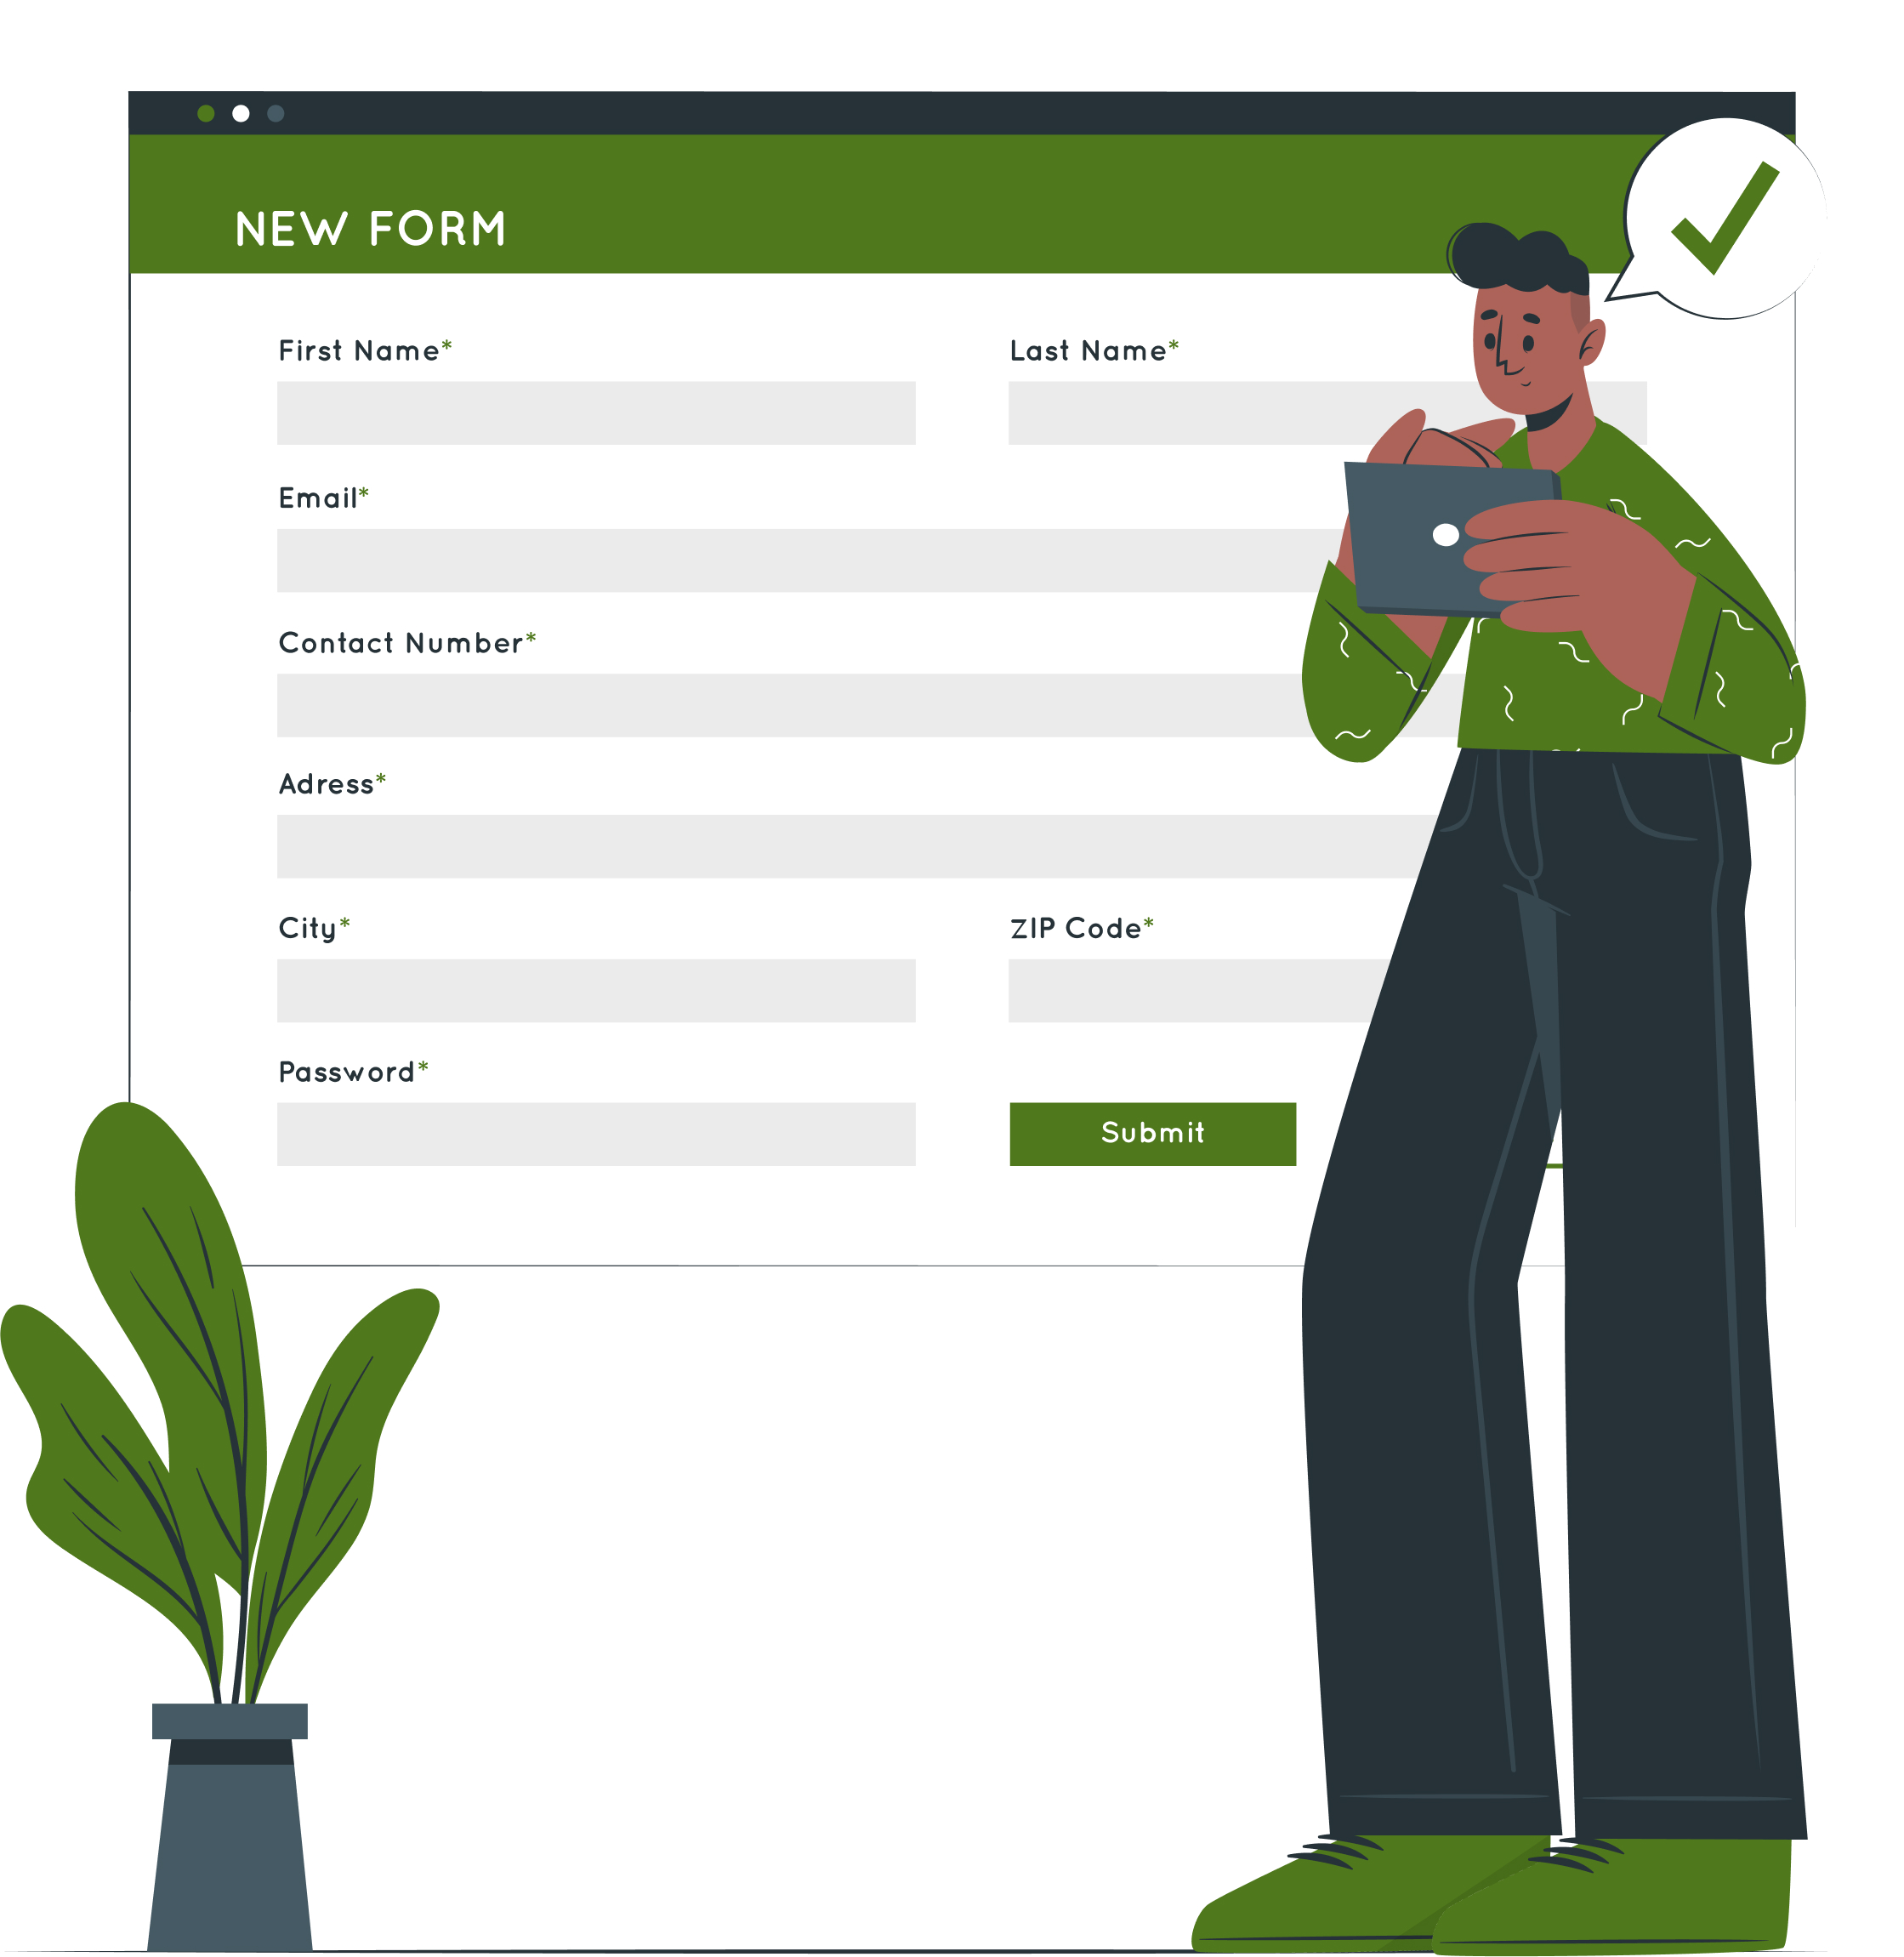 NEW FORM
First Name* Last Name*
Email*
Contact Number*
Adress*
City* ZIP Code*
Password*
Submit